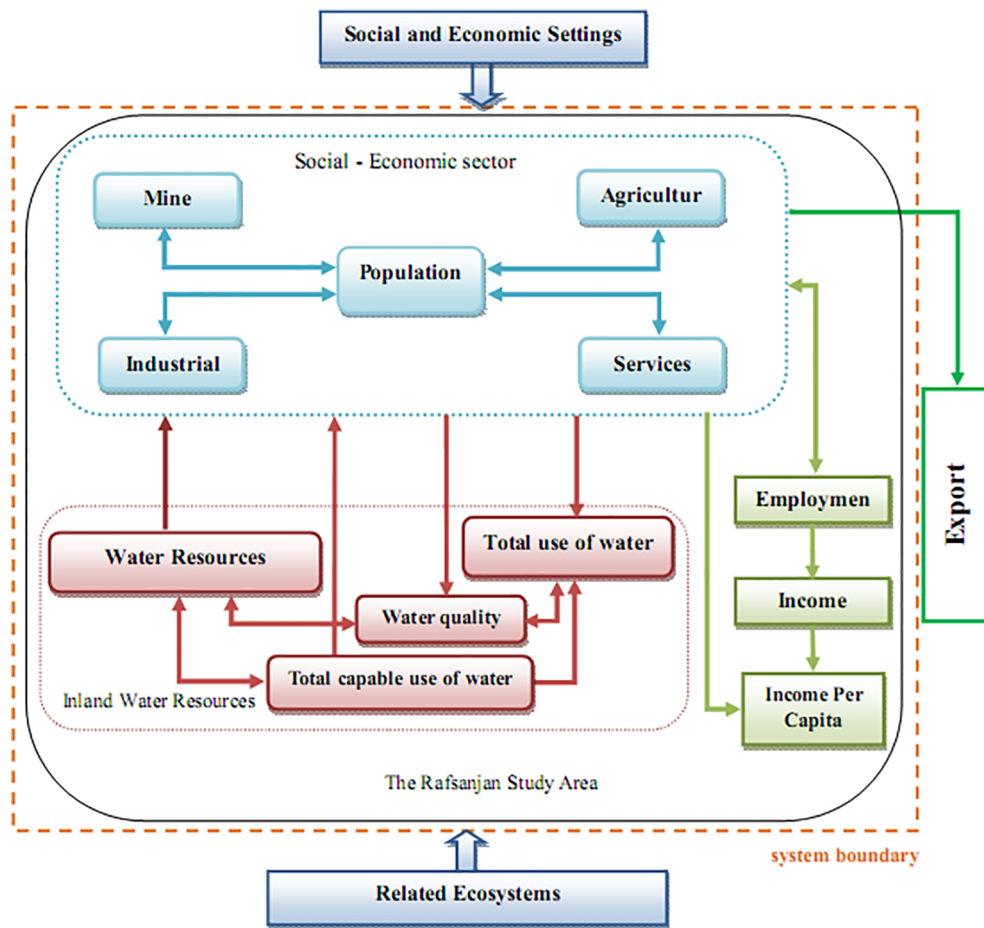 Social and Economic Settings
Social - Economic sector
Mine
Agricultur
Population
Industrial
Services
Water Resources
Total use of water
Water quality
Total capable use of water
Inland Water Resources
Employmen
Income
Income Per
Capita
Export
The Rafsanjan Study Area
system boundary
Related Ecosystems